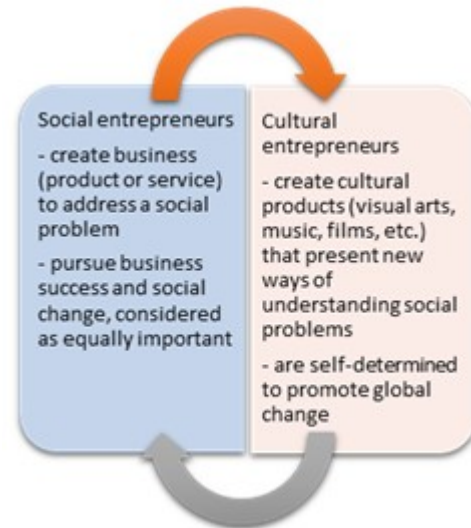 Social entrepreneurs
- create business
(product or service)
to address a social
problem
- pursue business
success and social
change, considered
as equally important
Cultural
entrepreneurs
- create cultural
products (visual arts,
music, films, etc.)
that present new
ways of
understanding social
problems
- are self-determined
to promote global
change